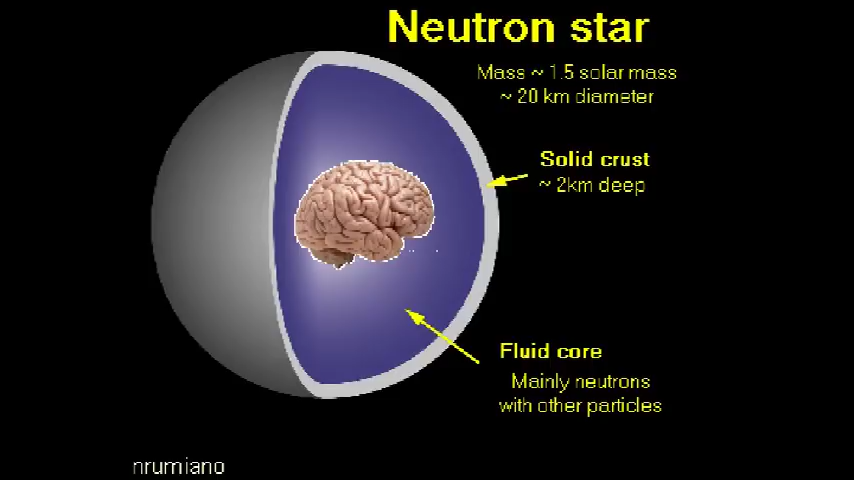 Neutron star
Mass ~ 1.5 solar mass
~ 20 km diameter
Solid crust
~ 2km deep
Fluid core
Mainly neutrons
with other particles
nrumiano